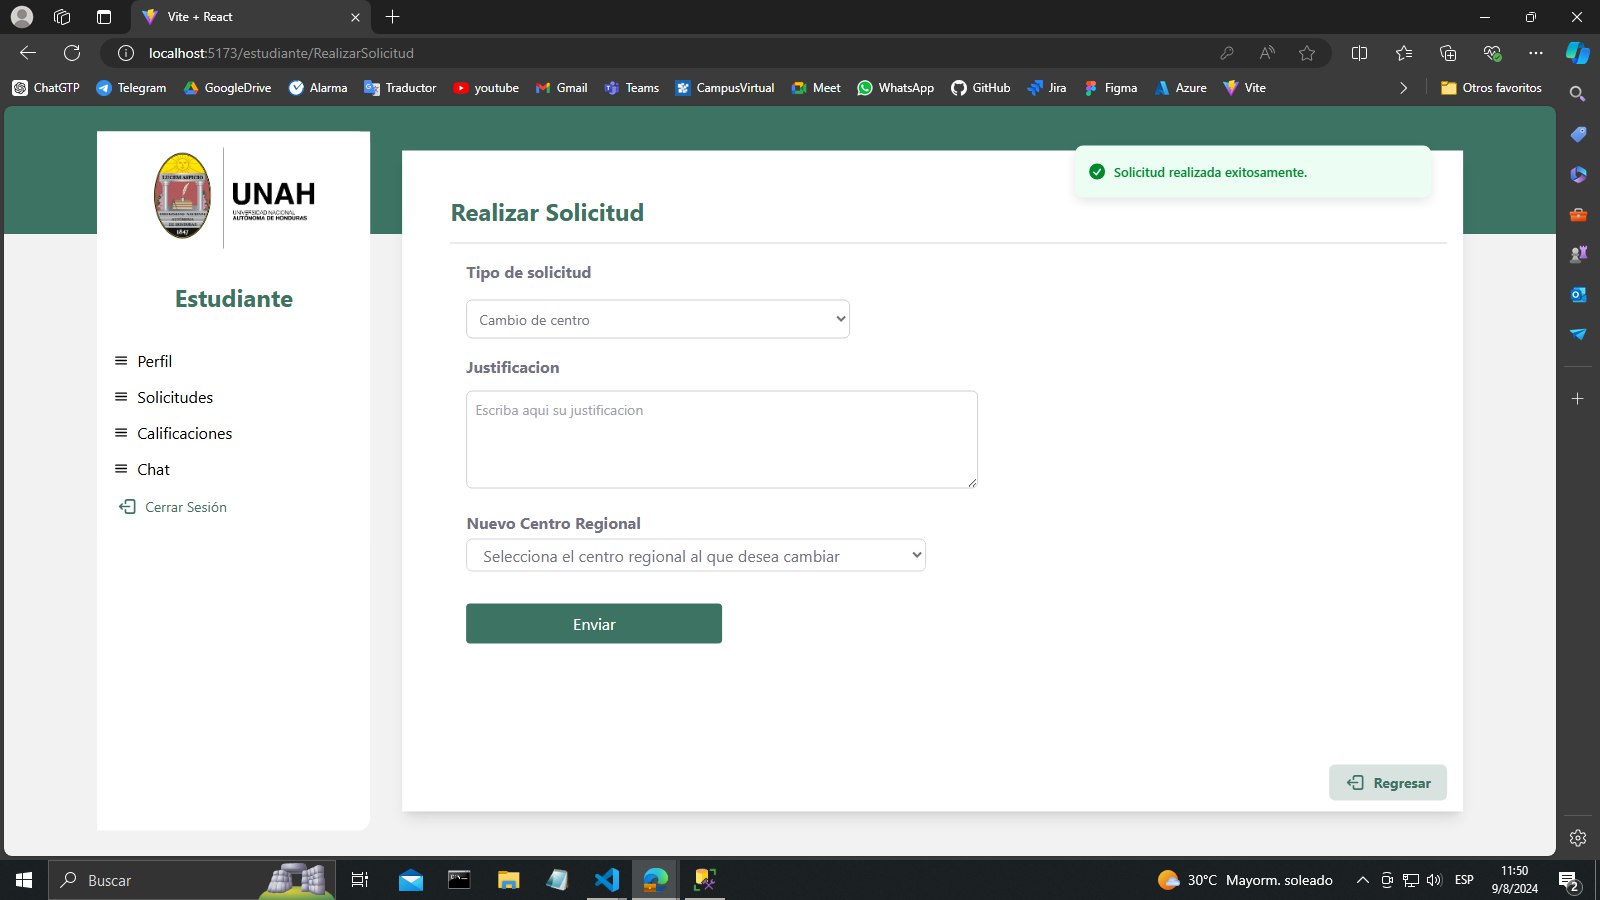 Vite + React
localhost:5173/estudiante/RealizarSolicitud
ChatGTP
Telegram
GoogleDrive
Alarma
Traductor
youtube
Gmail
Teams
CampusVirtual
Meet
WhatsApp
GitHub
Jira
Figma
Azure
Vite
Otros favoritos
UNAH
UNIVERSIDAD NACIONAL
AUTÓNOMA DE HONDURAS
1847
Estudiante
Perfil
Solicitudes
Calificaciones
Chat
Cerrar Sesión
Solicitud realizada exitosamente.
Realizar Solicitud
Tipo de solicitud
Cambio de centro
Justificacion
Escriba aqui su justificacion
Nuevo Centro Regional
Selecciona el centro regional al que desea cambiar
Enviar
Regresar
Buscar
30°C Mayorm. soleado
ESP
11:50
9/8/2024
2